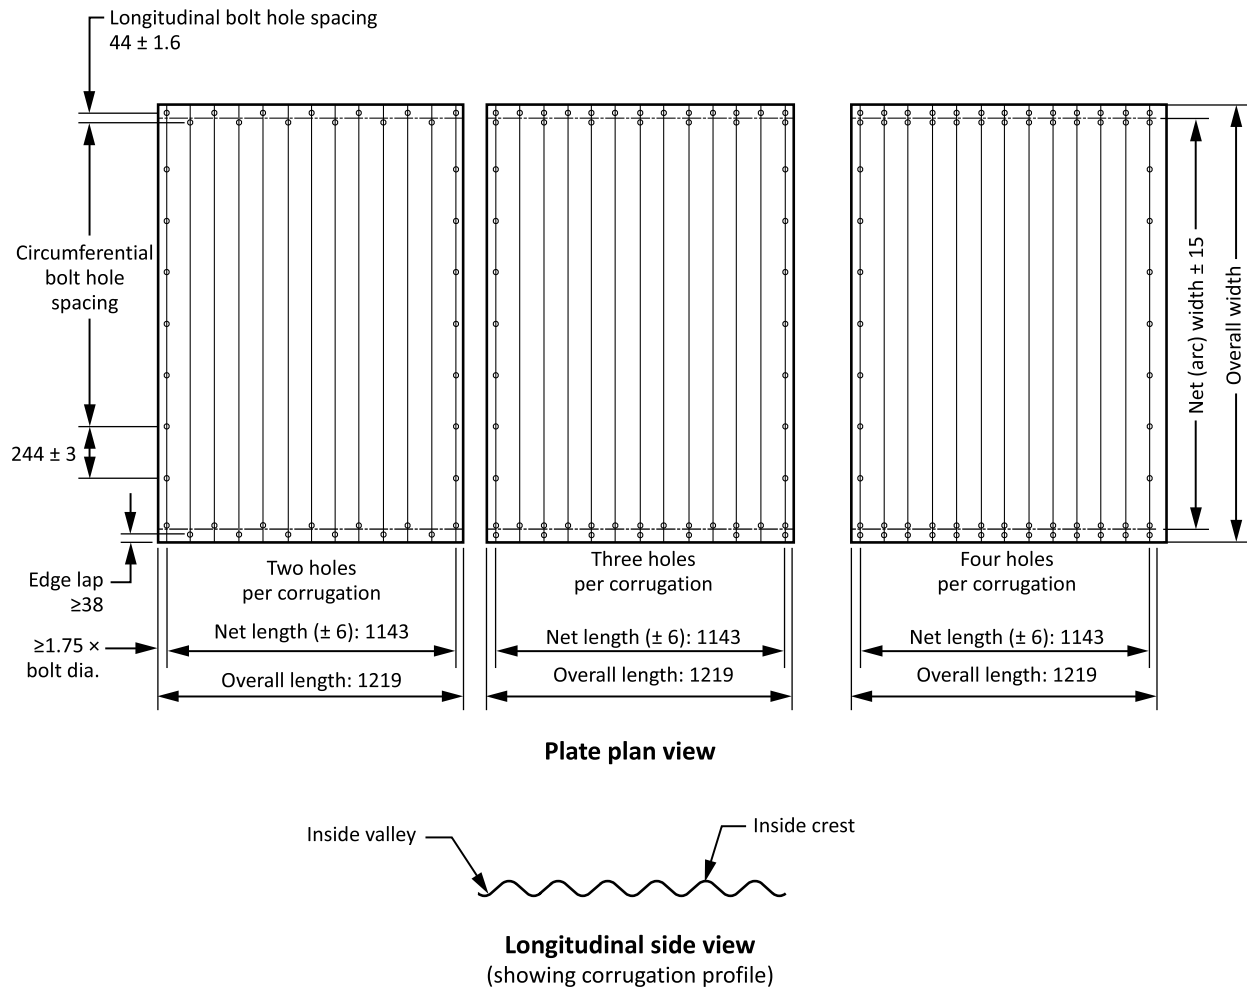 Longitudinal bolt hole spacing
44 ± 1.6
Circumferential
bolt hole
spacing
244 ± 3
Edge lap
≥38
≥1.75 ×
bolt dia.
Two holes
per corrugation
Net length (± 6): 1143
Overall length: 1219
Three holes
per corrugation
Net length (± 6): 1143
Overall length: 1219
Four holes
per corrugation
Net length (± 6): 1143
Overall length: 1219
Net (arc) width ± 15
Overall width
Plate plan view
Inside valley
Inside crest
Longitudinal side view
(showing corrugation profile)